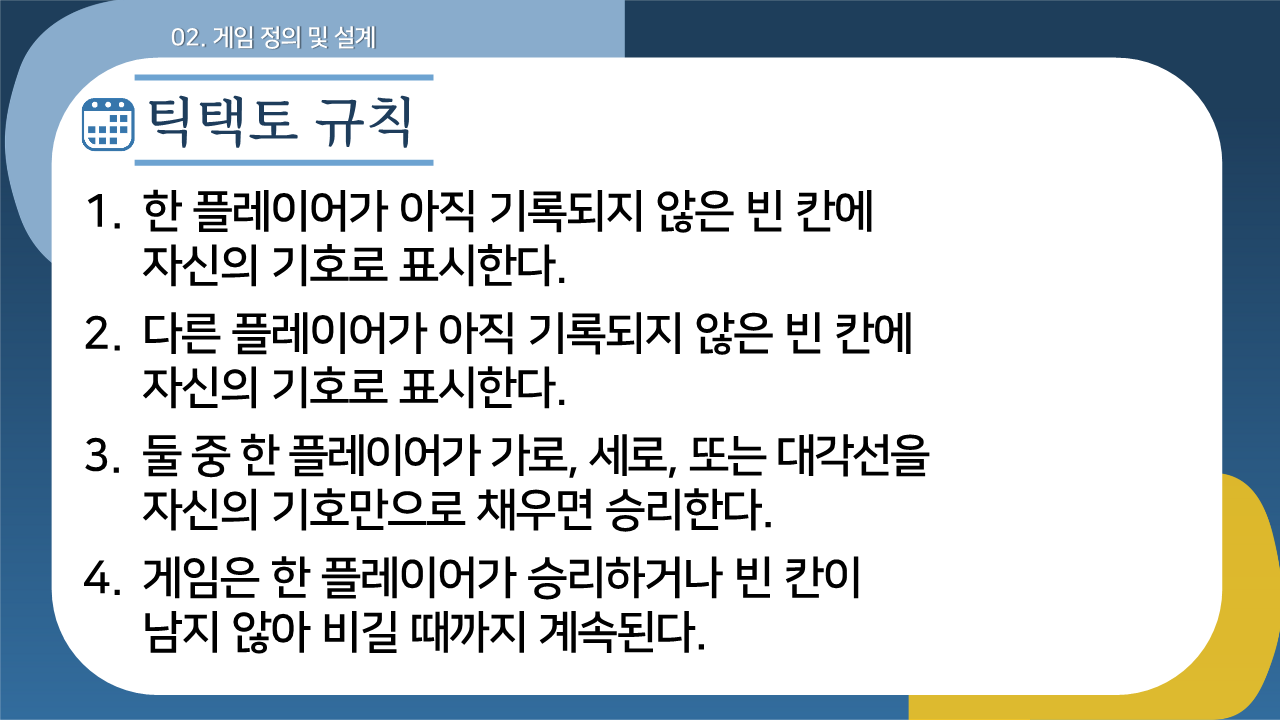 02. 게임 정의 및 설계
틱택토 규칙
1. 한 플레이어가 아직 기록되지 않은 빈 칸에
자신의 기호로 표시한다.
2. 다른 플레이어가 아직 기록되지 않은 빈 칸에
자신의 기호로 표시한다.
3. 둘 중 한 플레이어가 가로, 세로, 또는 대각선을
자신의 기호만으로 채우면 승리한다.
4. 게임은 한 플레이어가 승리하거나 빈 칸이
남지 않아 비길 때까지 계속된다.